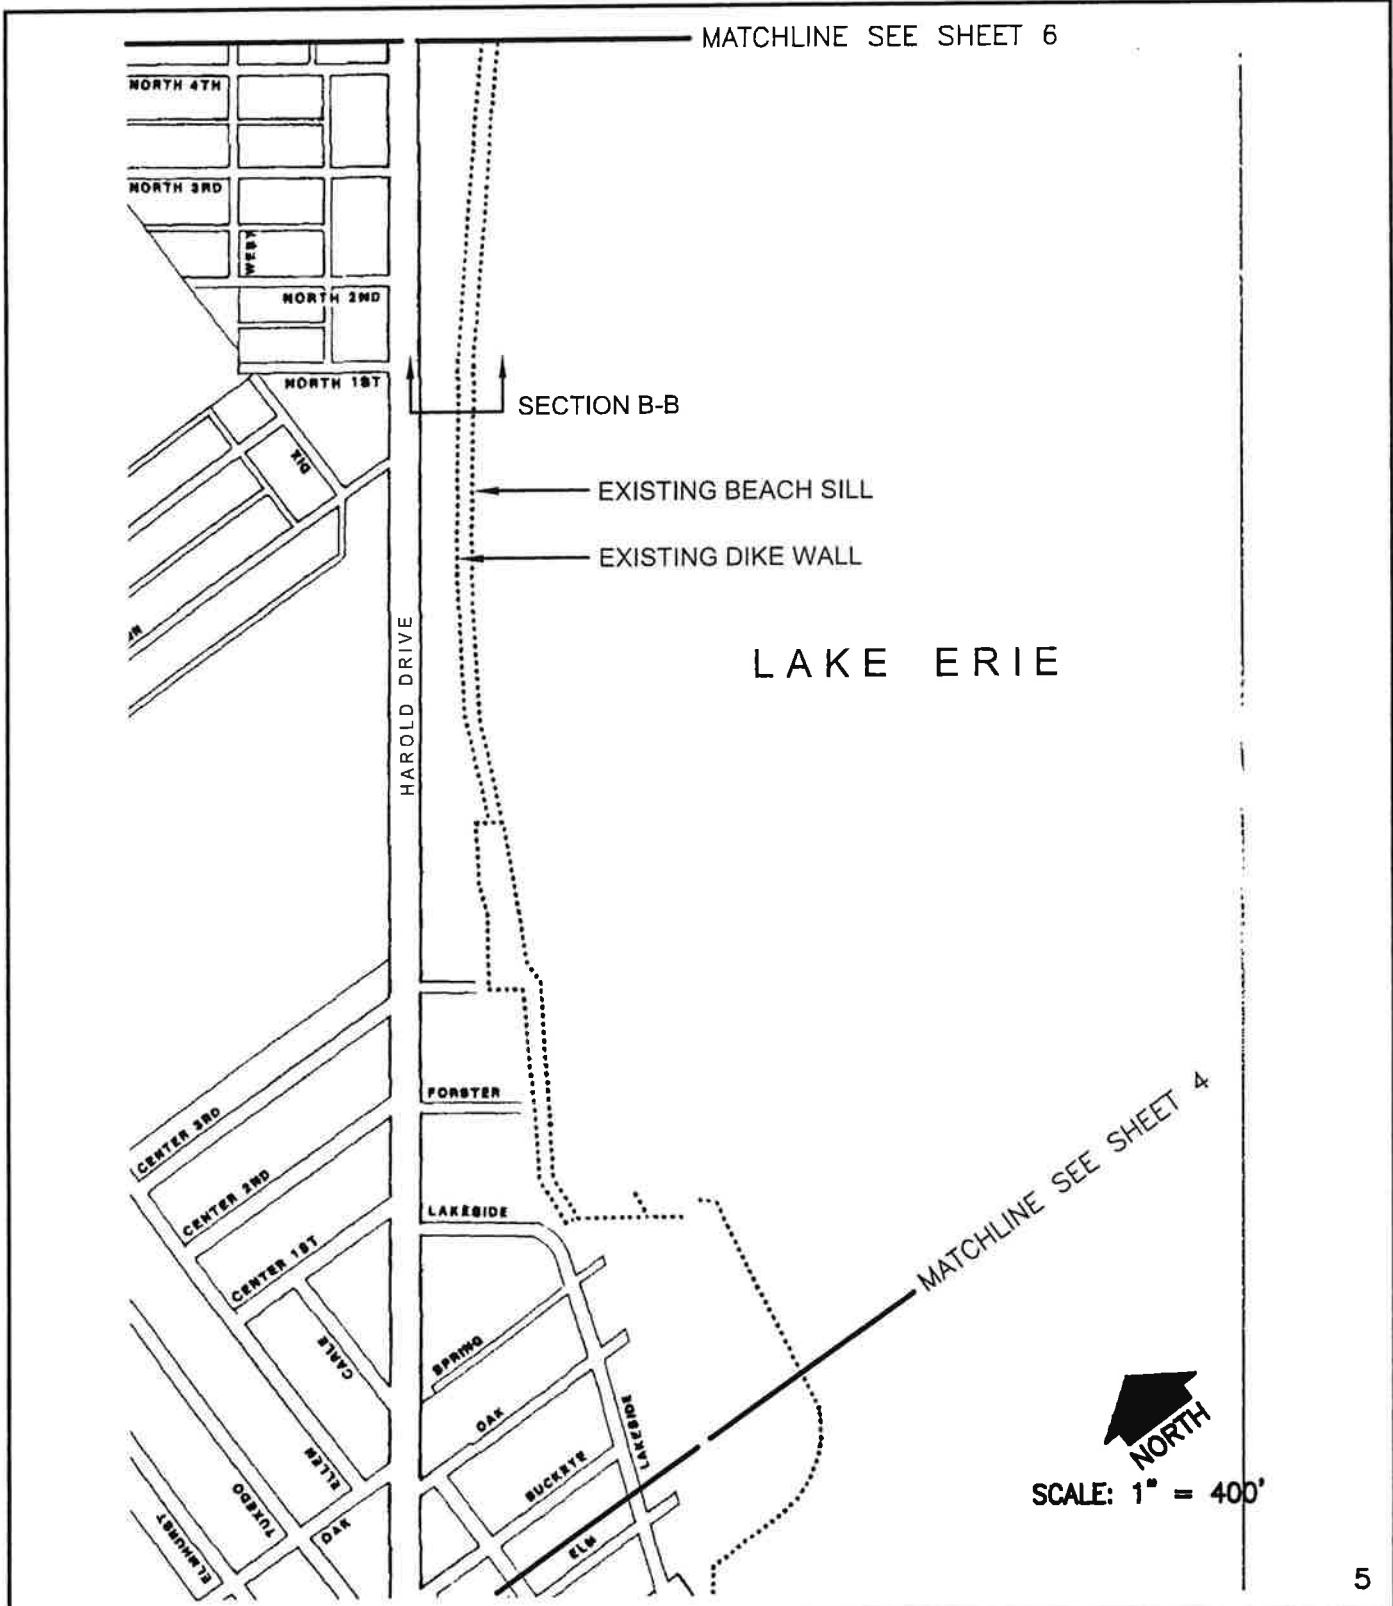 MATCHLINE SEE SHEET 6
NORTH 4TH
NORTH 3RD
WEBY
NORTH 2ND
NORTH 1ST
SECTION B-B
DIX
EXISTING BEACH SILL
EXISTING DIKE WALL
HAROLD DRIVE
LAKE ERIE
FORSTER
CENTER 3RD
CENTER 2ND
CENTER 1ST
LAKESIDE
MATCHLINE SEE SHEET 4
CARLE
SPRING
OAK
LAKESIDE
BUCKEYE
ELLEN
TUXEDO
ELMHURST
OAK
ELM
NORTH
SCALE: 1" = 400'
5